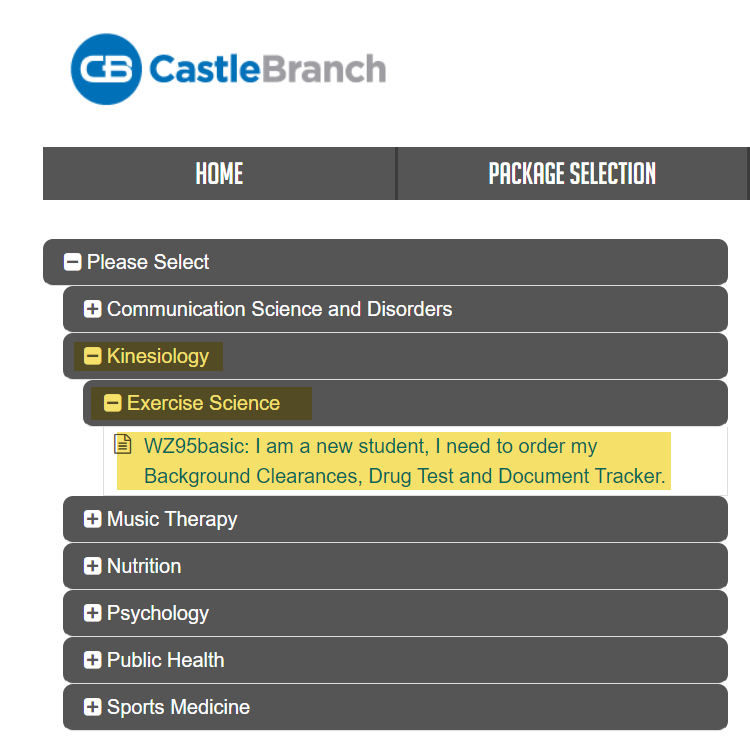 CB CastleBranch
HOME
PACKAGE SELECTION
Please Select
Communication Science and Disorders
Kinesiology
Exercise Science
WZ95basic: I am a new student, I need to order my
Background Clearances, Drug Test and Document Tracker.
Music Therapy
Nutrition
Psychology
Public Health
Sports Medicine